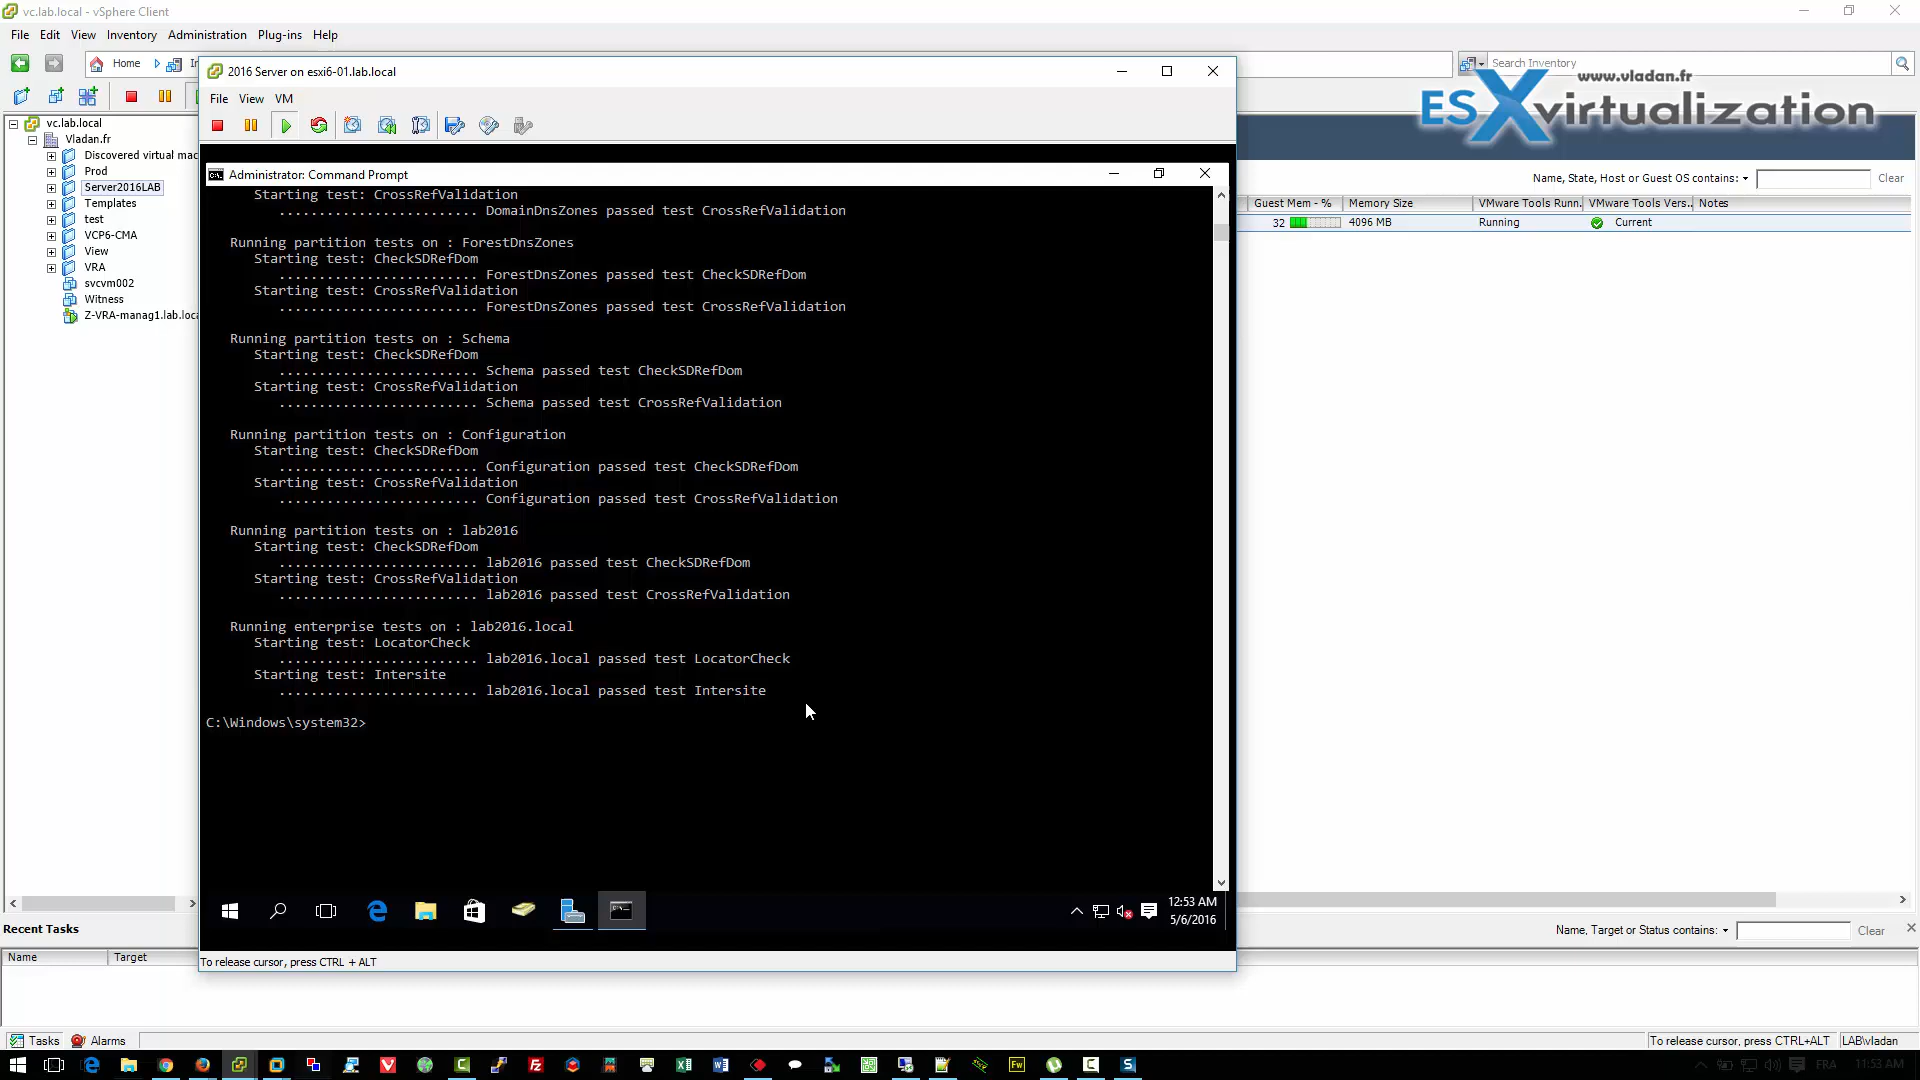 vc.lab.local - vSphere Client
File Edit View Inventory Administration Plug-ins Help
Home
Search Inventory
www.vladan.fr
ESXvirtualization
2016 Server on esxi6-01.lab.local
File View VM
vc.lab.local
Vladan.fr
Discovered virtual mac
Prod
Server2016LAB
Templates
test
VCP6-CMA
View
VRA
svcvm002
Witness
Z-VRA-manag1.lab.loca
Name, State, Host or Guest OS contains: Clear
Guest Mem - % Memory Size VMware Tools Runn.. VMware Tools Vers.. Notes
32 4096 MB Running Current
Administrator: Command Prompt
Starting test: CrossRefValidation
......................... DomainDnsZones passed test CrossRefValidation
Running partition tests on : ForestDnsZones
Starting test: CheckSDRefDom
......................... ForestDnsZones passed test CheckSDRefDom
Starting test: CrossRefValidation
......................... ForestDnsZones passed test CrossRefValidation
Running partition tests on : Schema
Starting test: CheckSDRefDom
......................... Schema passed test CheckSDRefDom
Starting test: CrossRefValidation
......................... Schema passed test CrossRefValidation
Running partition tests on : Configuration
Starting test: CheckSDRefDom
......................... Configuration passed test CheckSDRefDom
Starting test: CrossRefValidation
......................... Configuration passed test CrossRefValidation
Running partition tests on : lab2016
Starting test: CheckSDRefDom
......................... lab2016 passed test CheckSDRefDom
Starting test: CrossRefValidation
......................... lab2016 passed test CrossRefValidation
Running enterprise tests on : lab2016.local
Starting test: LocatorCheck
......................... lab2016.local passed test LocatorCheck
Starting test: Intersite
......................... lab2016.local passed test Intersite
C:\Windows\system32>
12:53 AM
5/6/2016
To release cursor, press CTRL + ALT
Recent Tasks
Name, Target or Status contains: Clear
Name Target
Tasks Alarms
To release cursor, press CTRL+ALT LAB\vladan
FRA 11:53 AM